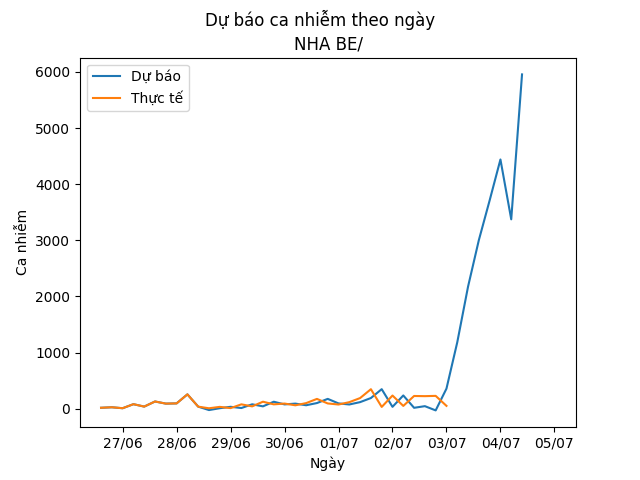 Dự báo ca nhiễm theo ngày
NHA BE/
Dự báo
Thực tế
6000
5000
4000
3000
2000
1000
0
Ca nhiễm
27/06 28/06 29/06 30/06 01/07 02/07 03/07 04/07 05/07
Ngày